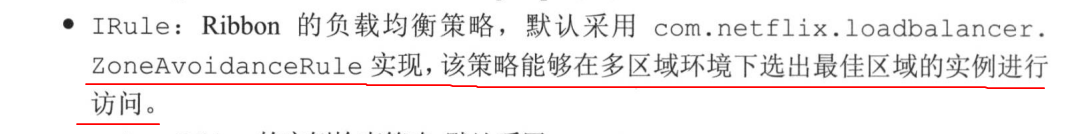 ● IRule：Ribbon 的负载均衡策略，默认采用 com.netflix.loadbalancer.
ZoneAvoidanceRule 实现，该策略能够在多区域环境下选出最佳区域的实例进行
访问。